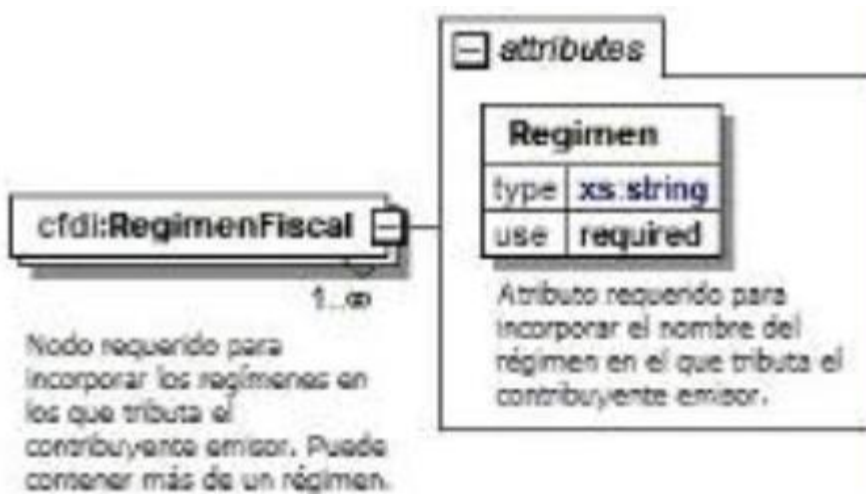 attributes
Regimen
type xs:string
use required
Atributo requerido para
incorporar el nombre del
régimen en el que tributa el
contribuyente emisor.
cfdi:RegimenFiscal
1..∞
Nodo requerido para
incorporar los regímenes en
los que tributa el
contribuyente emisor. Puede
contener más de un régimen.